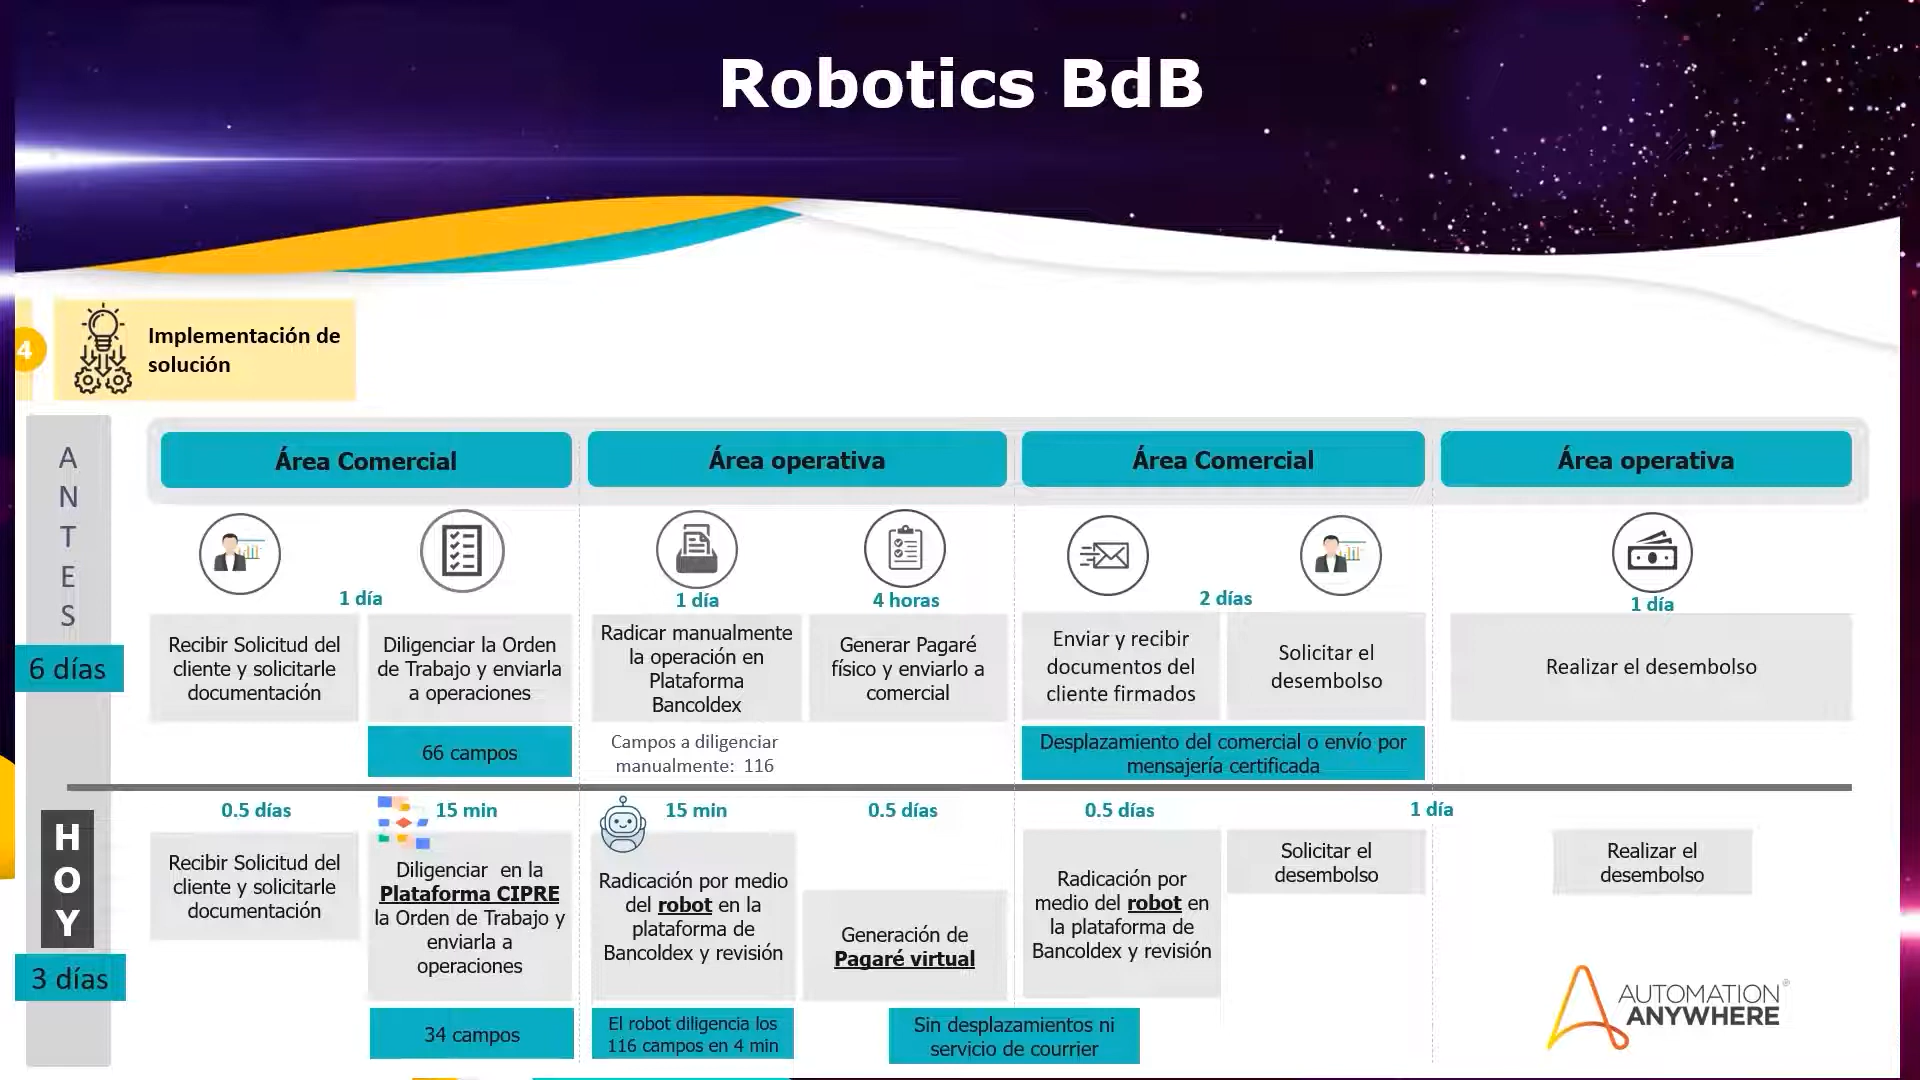 Robotics BdB
4
Implementación de
solución
ANTES
6 días
Área Comercial
Área operativa
Área Comercial
Área operativa
1 día
1 día
4 horas
2 días
1 día
Recibir Solicitud del
cliente y solicitarle
documentación
Diligenciar la Orden
de Trabajo y enviarla
a operaciones
Radicar manualmente
la operación en
Plataforma
Bancoldex
Generar Pagaré
físico y enviarlo a
comercial
Enviar y recibir
documentos del
cliente firmados
Solicitar el
desembolso
Realizar el desembolso
66 campos
Campos a diligenciar
manualmente: 116
Desplazamiento del comercial o envío por
mensajería certificada
HOY
3 días
0.5 días
15 min
15 min
0.5 días
0.5 días
1 día
Recibir Solicitud del
cliente y solicitarle
documentación
Diligenciar en la
Plataforma CIPRE
la Orden de Trabajo y
enviarla a
operaciones
Radicación por medio
del robot en la
plataforma de
Bancoldex y revisión
Generación de
Pagaré virtual
Radicación por
medio del robot en
la plataforma de
Bancoldex y revisión
Solicitar el
desembolso
Realizar el
desembolso
34 campos
El robot diligencia los
116 campos en 4 min
Sin desplazamientos ni
servicio de courrier
AUTOMATION®
ANYWHERE